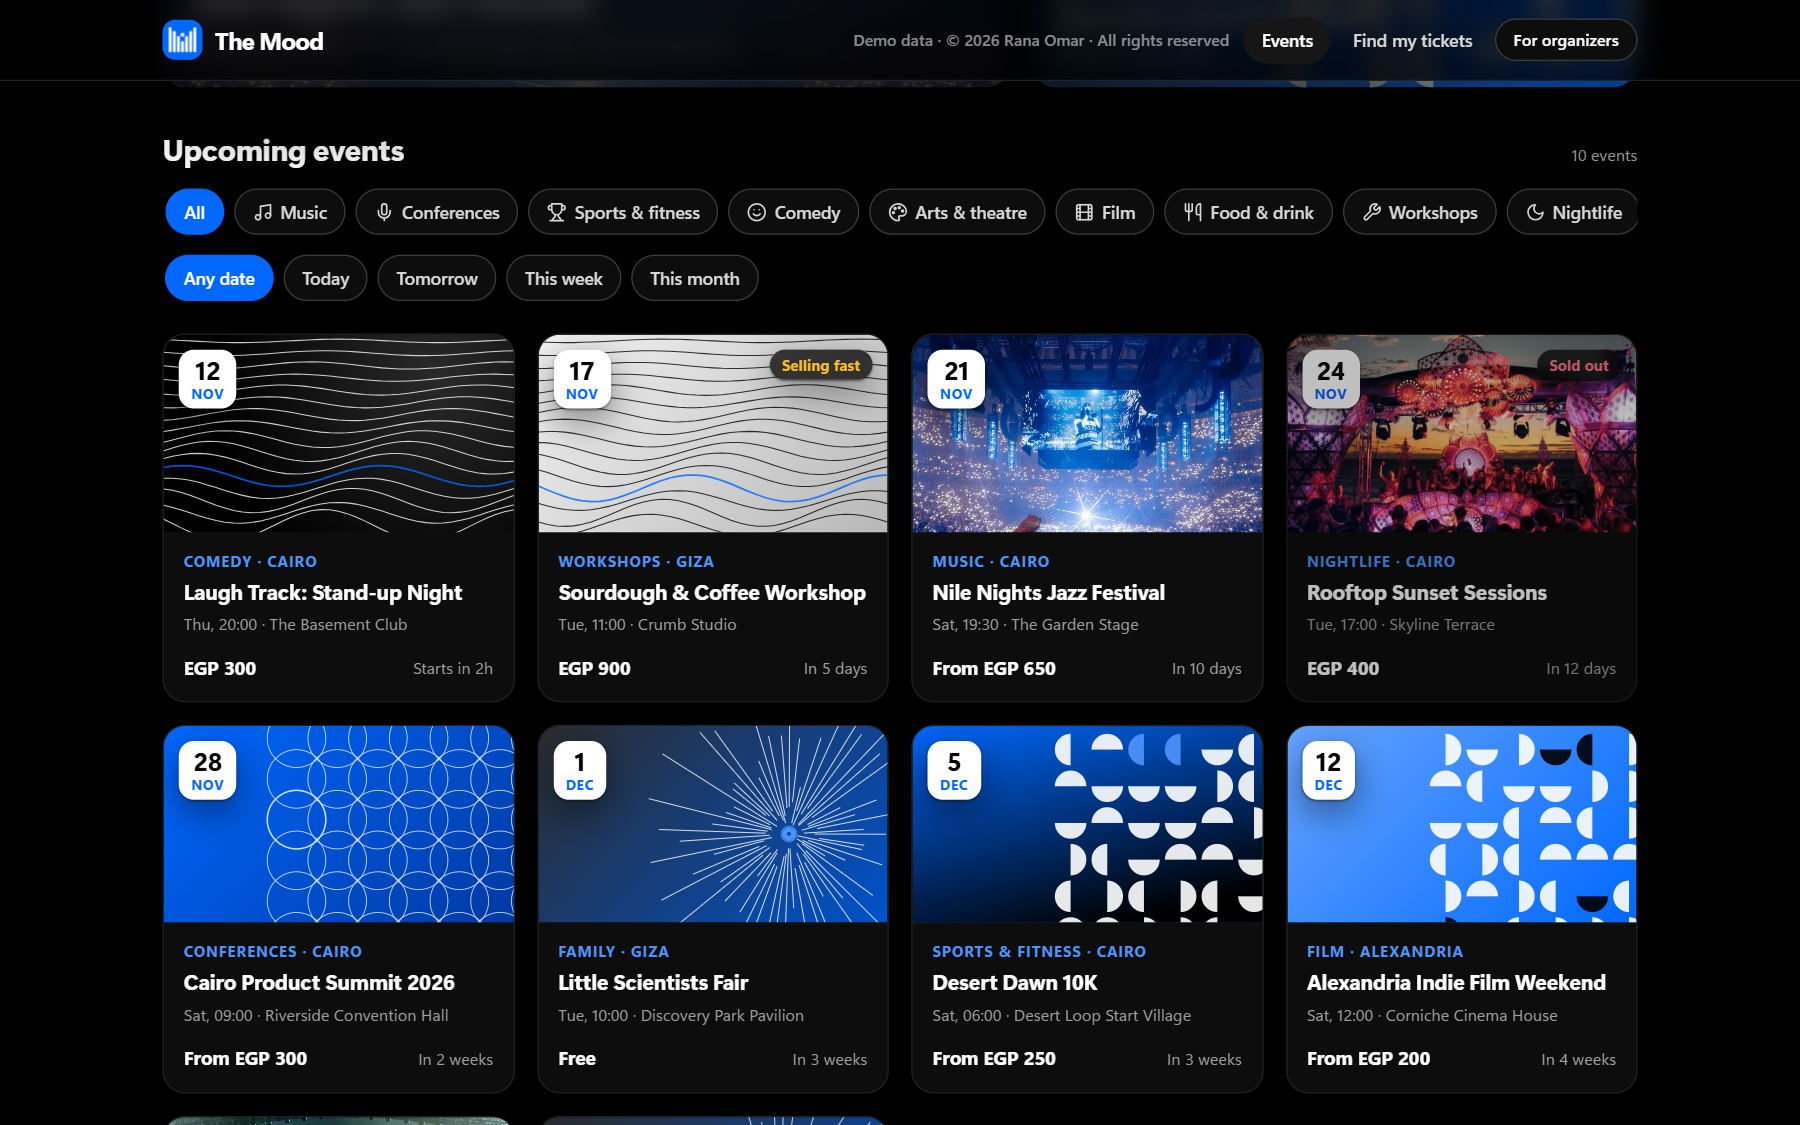 The Mood
Demo data · © 2026 Rana Omar · All rights reserved
Events
Find my tickets
For organizers
Upcoming events
10 events
All
Music
Conferences
Sports & fitness
Comedy
Arts & theatre
Film
Food & drink
Workshops
Nightlife
Any date
Today
Tomorrow
This week
This month
12
NOV
COMEDY · CAIRO
Laugh Track: Stand-up Night
Thu, 20:00 · The Basement Club
EGP 300
Starts in 2h
17
NOV
Selling fast
WORKSHOPS · GIZA
Sourdough & Coffee Workshop
Tue, 11:00 · Crumb Studio
EGP 900
In 5 days
21
NOV
MUSIC · CAIRO
Nile Nights Jazz Festival
Sat, 19:30 · The Garden Stage
From EGP 650
In 10 days
24
NOV
Sold out
NIGHTLIFE · CAIRO
Rooftop Sunset Sessions
Tue, 17:00 · Skyline Terrace
EGP 400
In 12 days
28
NOV
CONFERENCES · CAIRO
Cairo Product Summit 2026
Sat, 09:00 · Riverside Convention Hall
From EGP 300
In 2 weeks
1
DEC
FAMILY · GIZA
Little Scientists Fair
Tue, 10:00 · Discovery Park Pavilion
Free
In 3 weeks
5
DEC
SPORTS & FITNESS · CAIRO
Desert Dawn 10K
Sat, 06:00 · Desert Loop Start Village
From EGP 250
In 3 weeks
12
DEC
FILM · ALEXANDRIA
Alexandria Indie Film Weekend
Sat, 12:00 · Corniche Cinema House
From EGP 200
In 4 weeks